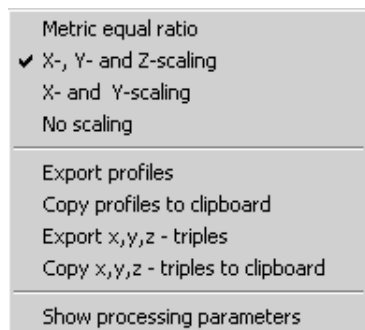 Metric equal ratio
X-, Y- and Z-scaling
X- and Y-scaling
No scaling
Export profiles
Copy profiles to clipboard
Export x,y,z - triples
Copy x,y,z - triples to clipboard
Show processing parameters